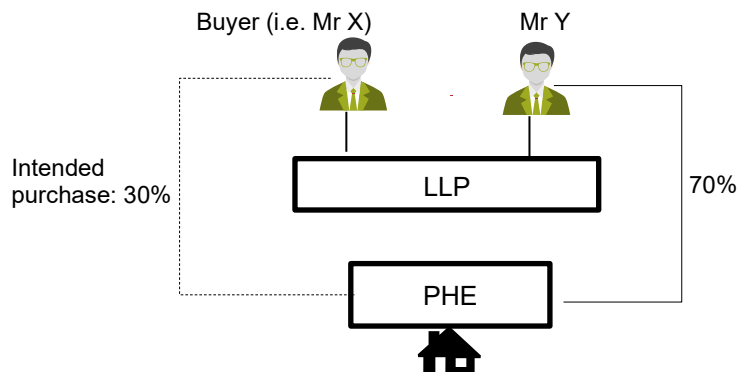 Buyer (i.e. Mr X)
Mr Y
Intended
purchase: 30%
LLP
70%
PHE